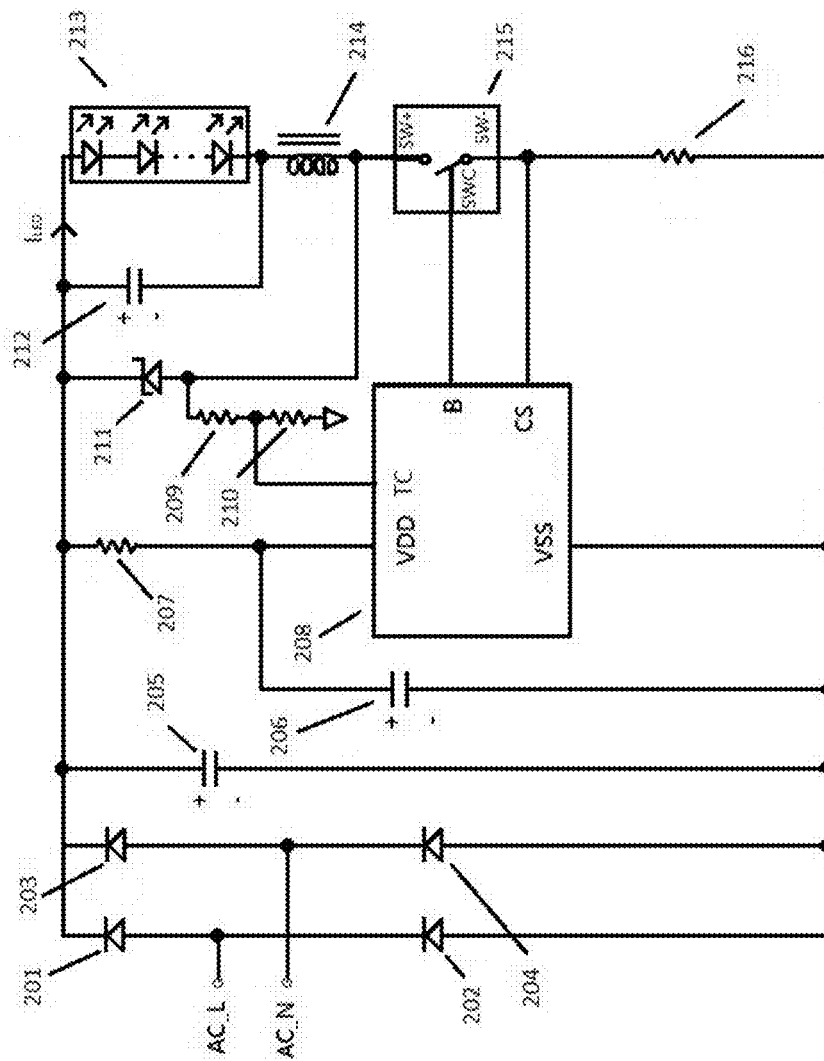 213
214
215
216
SW+
SW-
SWC
I_LED
+
-
212
211
209
210
B
CS
TC
VDD
VSS
207
208
205
+
-
206
+
-
203
201
AC_L
AC_N
202
204